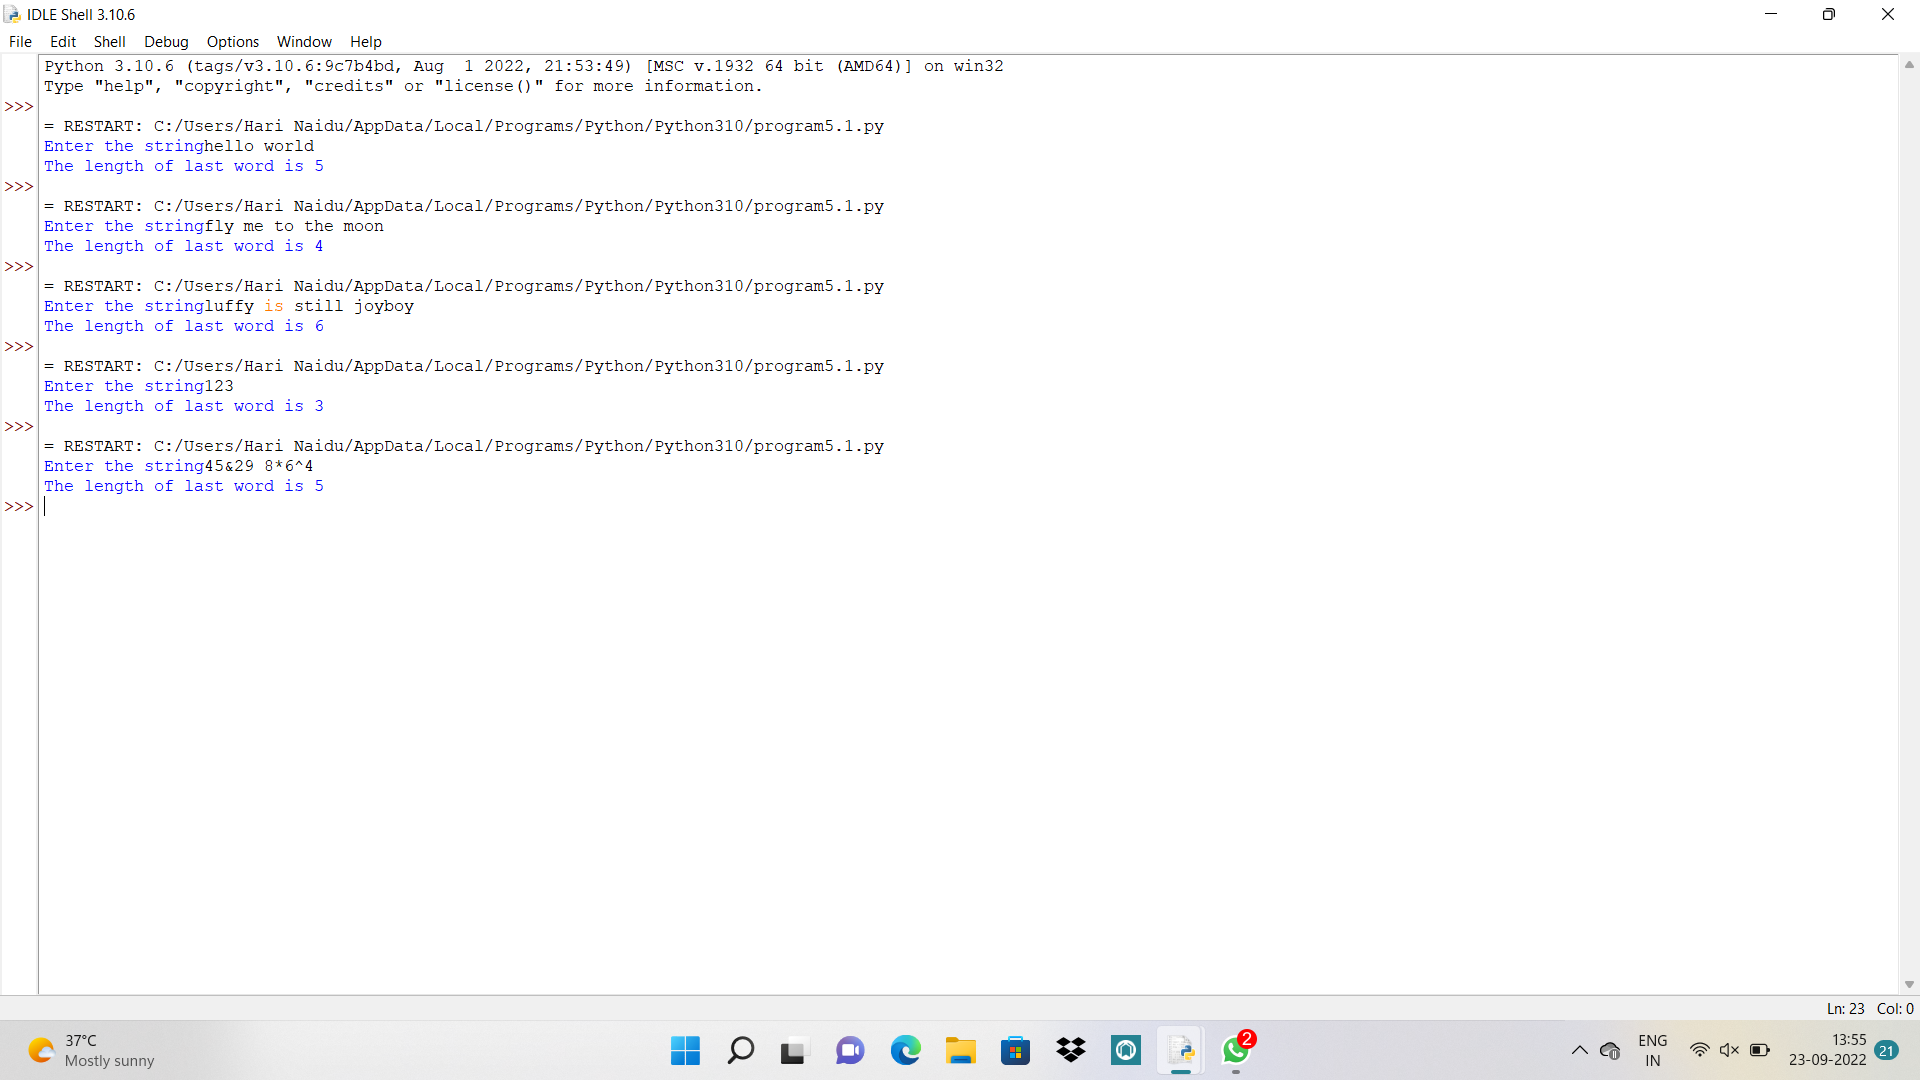 IDLE Shell 3.10.6
File Edit Shell Debug Options Window Help
Python 3.10.6 (tags/v3.10.6:9c7b4bd, Aug  1 2022, 21:53:49) [MSC v.1932 64 bit (AMD64)] on win32
Type "help", "copyright", "credits" or "license()" for more information.
>>>
= RESTART: C:/Users/Hari Naidu/AppData/Local/Programs/Python/Python310/program5.1.py
Enter the stringhello world
The length of last word is 5
>>>
= RESTART: C:/Users/Hari Naidu/AppData/Local/Programs/Python/Python310/program5.1.py
Enter the stringfly me to the moon
The length of last word is 4
>>>
= RESTART: C:/Users/Hari Naidu/AppData/Local/Programs/Python/Python310/program5.1.py
Enter the stringluffy is still joyboy
The length of last word is 6
>>>
= RESTART: C:/Users/Hari Naidu/AppData/Local/Programs/Python/Python310/program5.1.py
Enter the string123
The length of last word is 3
>>>
= RESTART: C:/Users/Hari Naidu/AppData/Local/Programs/Python/Python310/program5.1.py
Enter the string45&29 8*6^4
The length of last word is 5
>>>
Ln: 23 Col: 0
37°C
Mostly sunny
2
ENG
IN
13:55
23-09-2022
21